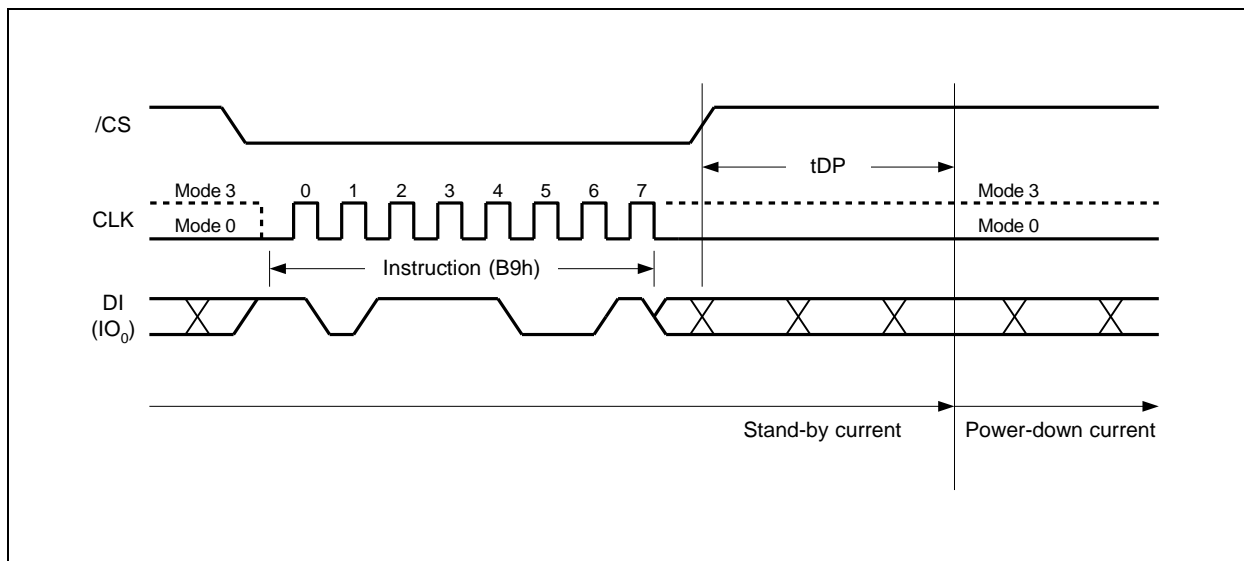 /CS
tDP
Mode 3 0 1 2 3 4 5 6 7 Mode 3
CLK
Mode 0 Mode 0
Instruction (B9h)
DI
(IO₀)
Stand-by current Power-down current